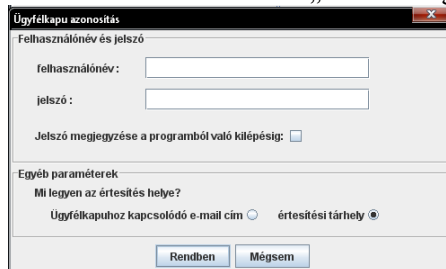 Ügyfélkapu azonosítás
Felhasználónév és jelszó
felhasználónév :
jelszó :
Jelszó megjegyzése a programból való kilépésig:
Egyéb paraméterek
Mi legyen az értesítés helye?
Ügyfélkapuhoz kapcsolódó e-mail cím értesítési tárhely
Rendben Mégsem